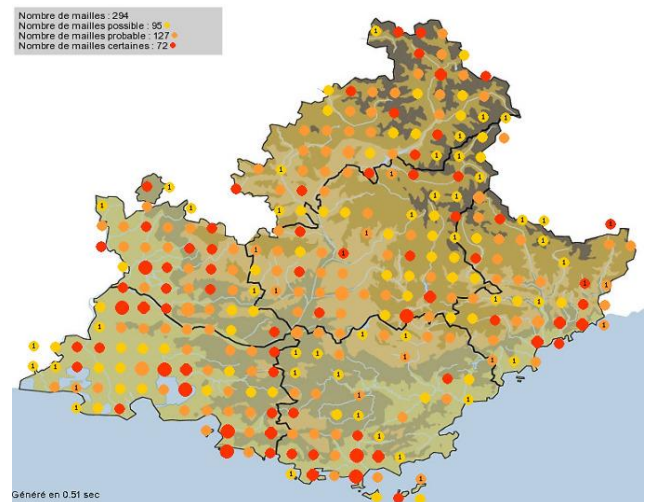 Nombre de mailles : 294
Nombre de mailles possible : 95
Nombre de mailles probable : 127
Nombre de mailles certaines : 72
Généré en 0.51 sec